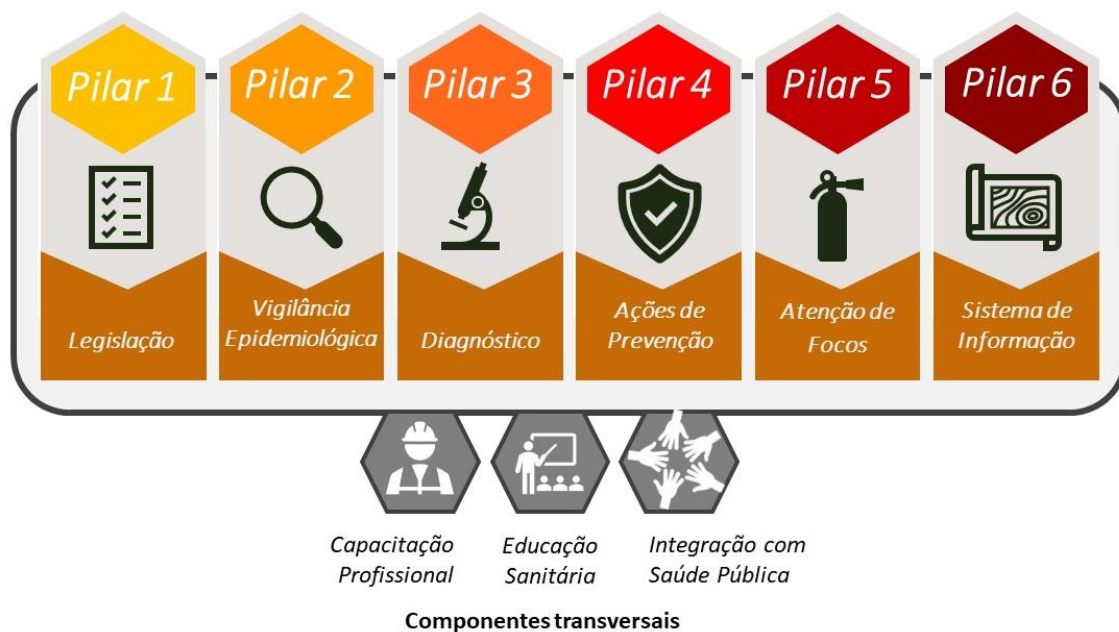 Pilar 1
Pilar 2
Pilar 3
Pilar 4
Pilar 5
Pilar 6
Legislação
Vigilância
Epidemiológica
Diagnóstico
Ações de
Prevenção
Atenção de
Focos
Sistema de
Informação
Capacitação
Profissional
Educação
Sanitária
Integração com
Saúde Pública
Componentes transversais